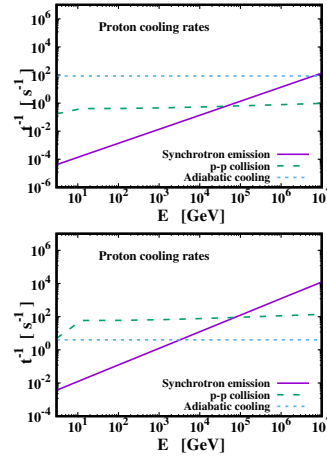 Proton cooling rates
10^6
10^4
10^2
10^0
10^-2
10^-4
10^-6
t^-1 [ s^-1 ]
Synchrotron emission
p-p collision
Adiabatic cooling
10^1 10^2 10^3 10^4 10^5 10^6
E [GeV]
Proton cooling rates
10^6
10^4
10^2
10^0
10^-2
10^-4
t^-1 [ s^-1 ]
Synchrotron emission
p-p collision
Adiabatic cooling
10^1 10^2 10^3 10^4 10^5 10^6
E [GeV]